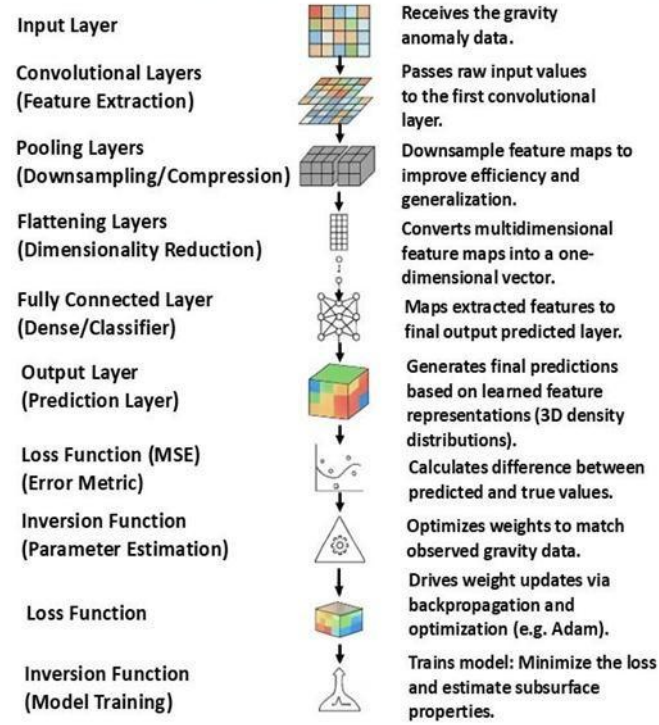 Input Layer
Receives the gravity
anomaly data.
Convolutional Layers
(Feature Extraction)
Passes raw input values
to the first convolutional
layer.
Pooling Layers
(Downsampling/Compression)
Downsample feature maps to
improve efficiency and
generalization.
Flattening Layers
(Dimensionality Reduction)
Converts multidimensional
feature maps into a one-
dimensional vector.
Fully Connected Layer
(Dense/Classifier)
Maps extracted features to
final output predicted layer.
Output Layer
(Prediction Layer)
Generates final predictions
based on learned feature
representations (3D density
distributions).
Loss Function (MSE)
(Error Metric)
Calculates difference between
predicted and true values.
Inversion Function
(Parameter Estimation)
Optimizes weights to match
observed gravity data.
Loss Function
Drives weight updates via
backpropagation and
optimization (e.g. Adam).
Inversion Function
(Model Training)
Trains model: Minimize the loss
and estimate subsurface
properties.